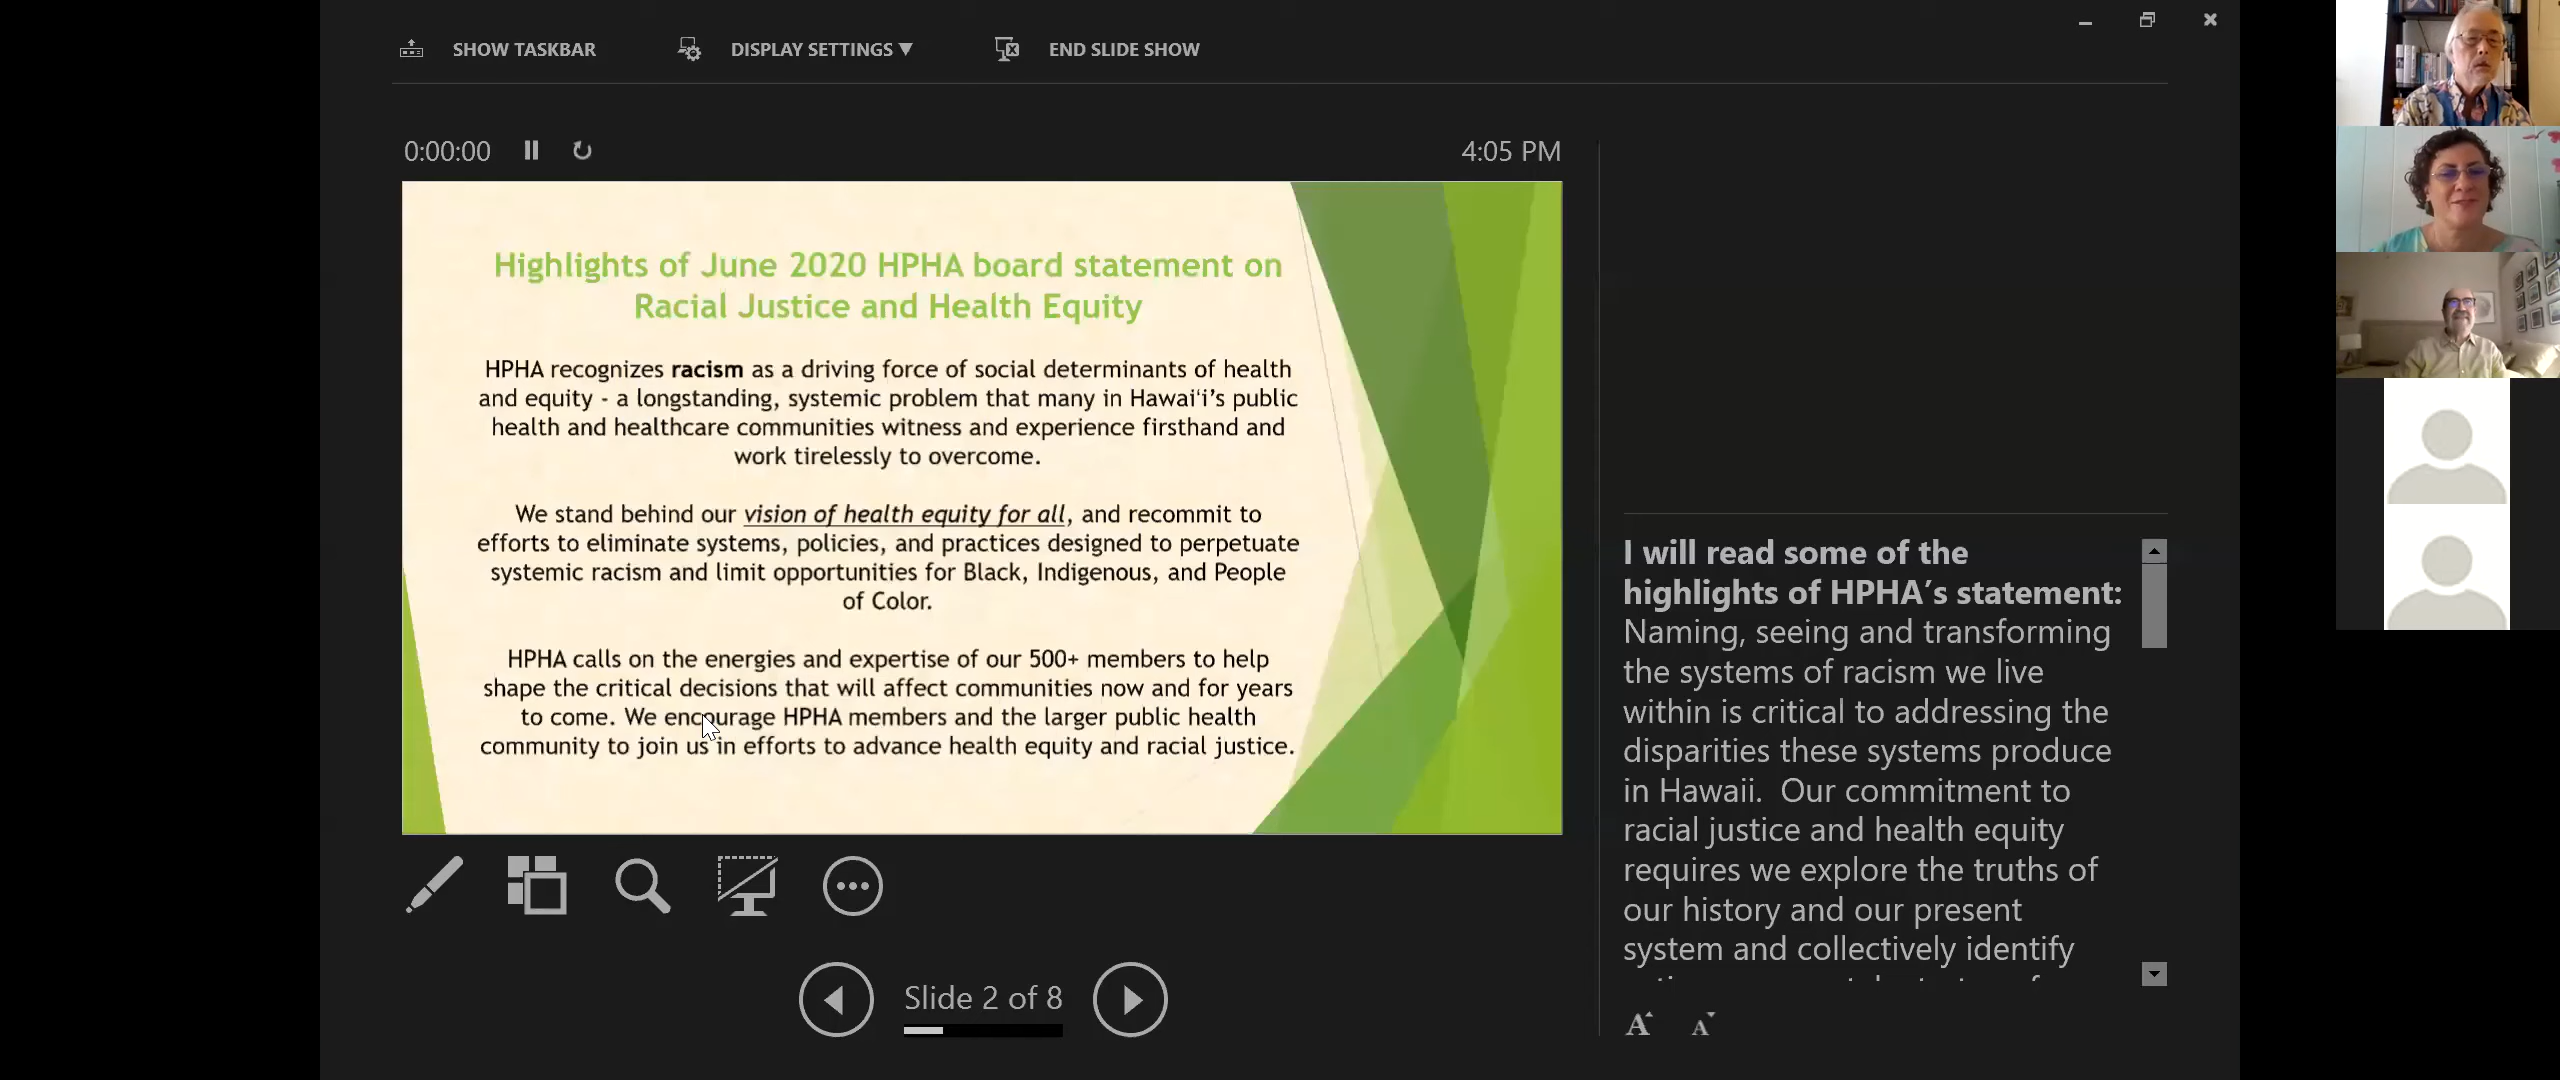 SHOW TASKBAR
DISPLAY SETTINGS ▼
END SLIDE SHOW
0:00:00
4:05 PM
Highlights of June 2020 HPHA board statement on
Racial Justice and Health Equity
HPHA recognizes racism as a driving force of social determinants of health
and equity - a longstanding, systemic problem that many in Hawaiʻi’s public
health and healthcare communities witness and experience firsthand and
work tirelessly to overcome.
We stand behind our vision of health equity for all, and recommit to
efforts to eliminate systems, policies, and practices designed to perpetuate
systemic racism and limit opportunities for Black, Indigenous, and People
of Color.
HPHA calls on the energies and expertise of our 500+ members to help
shape the critical decisions that will affect communities now and for years
to come. We encourage HPHA members and the larger public health
community to join us in efforts to advance health equity and racial justice.
Slide 2 of 8
I will read some of the
highlights of HPHA’s statement:
Naming, seeing and transforming
the systems of racism we live
within is critical to addressing the
disparities these systems produce
in Hawaii.  Our commitment to
racial justice and health equity
requires we explore the truths of
our history and our present
system and collectively identify
A
A